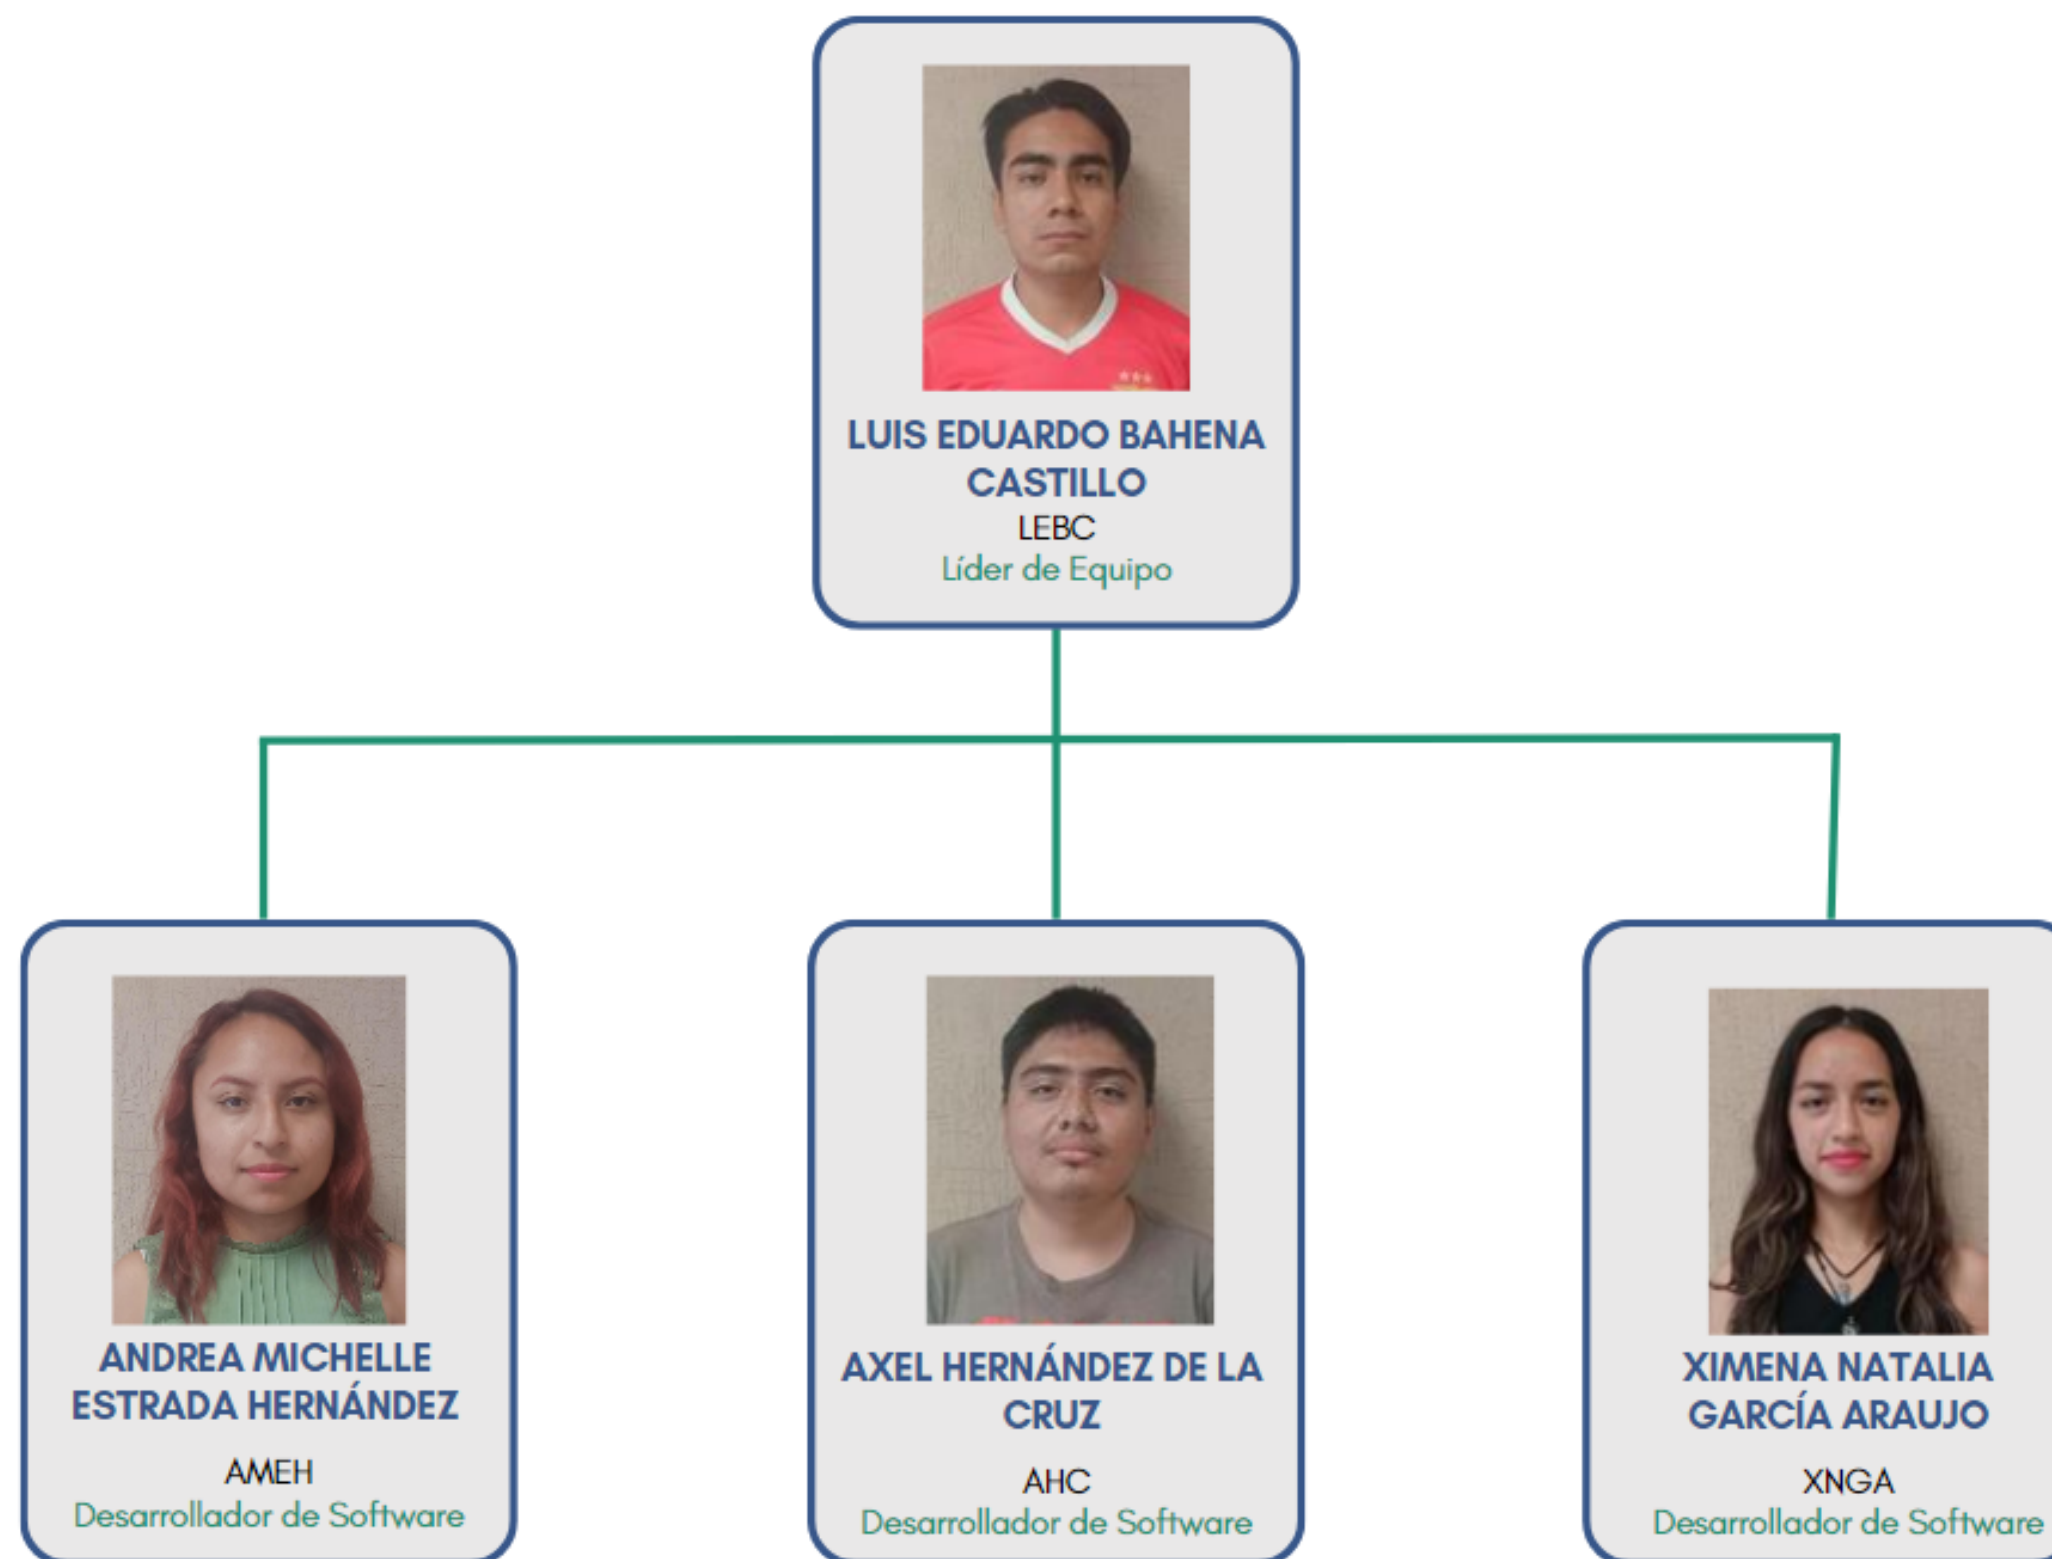 LUIS EDUARDO BAHENA
CASTILLO
LEBC
Líder de Equipo
ANDREA MICHELLE
ESTRADA HERNÁNDEZ
AMEH
Desarrollador de Software
AXEL HERNÁNDEZ DE LA
CRUZ
AHC
Desarrollador de Software
XIMENA NATALIA
GARCÍA ARAUJO
XNGA
Desarrollador de Software